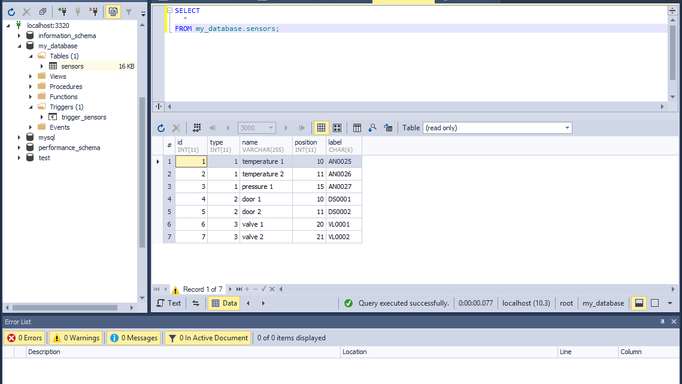 localhost:3320
information_schema
my_database
Tables (1)
sensors 16 KB
Views
Procedures
Functions
Triggers (1)
trigger_sensors
Events
mysql
performance_schema
test
SELECT
*
FROM my_database.sensors;
3000 Table (read only)
# id type name position label
INT(11) INT(11) VARCHAR(255) INT(11) CHAR(6)
1 1 1 temperature 1 10 AN0025
2 2 1 temperature 2 11 AN0026
3 3 1 pressure 1 15 AN0027
4 4 2 door 1 10 DS0001
5 5 2 door 2 11 DS0002
6 6 3 valve 1 20 VL0001
7 7 3 valve 2 21 VL0002
Record 1 of 7
Text Data Query executed successfully. 0:00:00.077 localhost (10.3) root my_database
Error List
0 Errors 0 Warnings 0 Messages 0 In Active Document 0 of 0 items displayed
Description Location Line Column